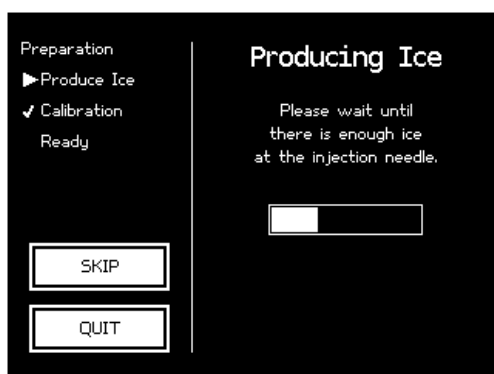 Preparation
▶Produce Ice
✓ Calibration
Ready
SKIP
QUIT
Producing Ice
Please wait until
there is enough ice
at the injection needle.